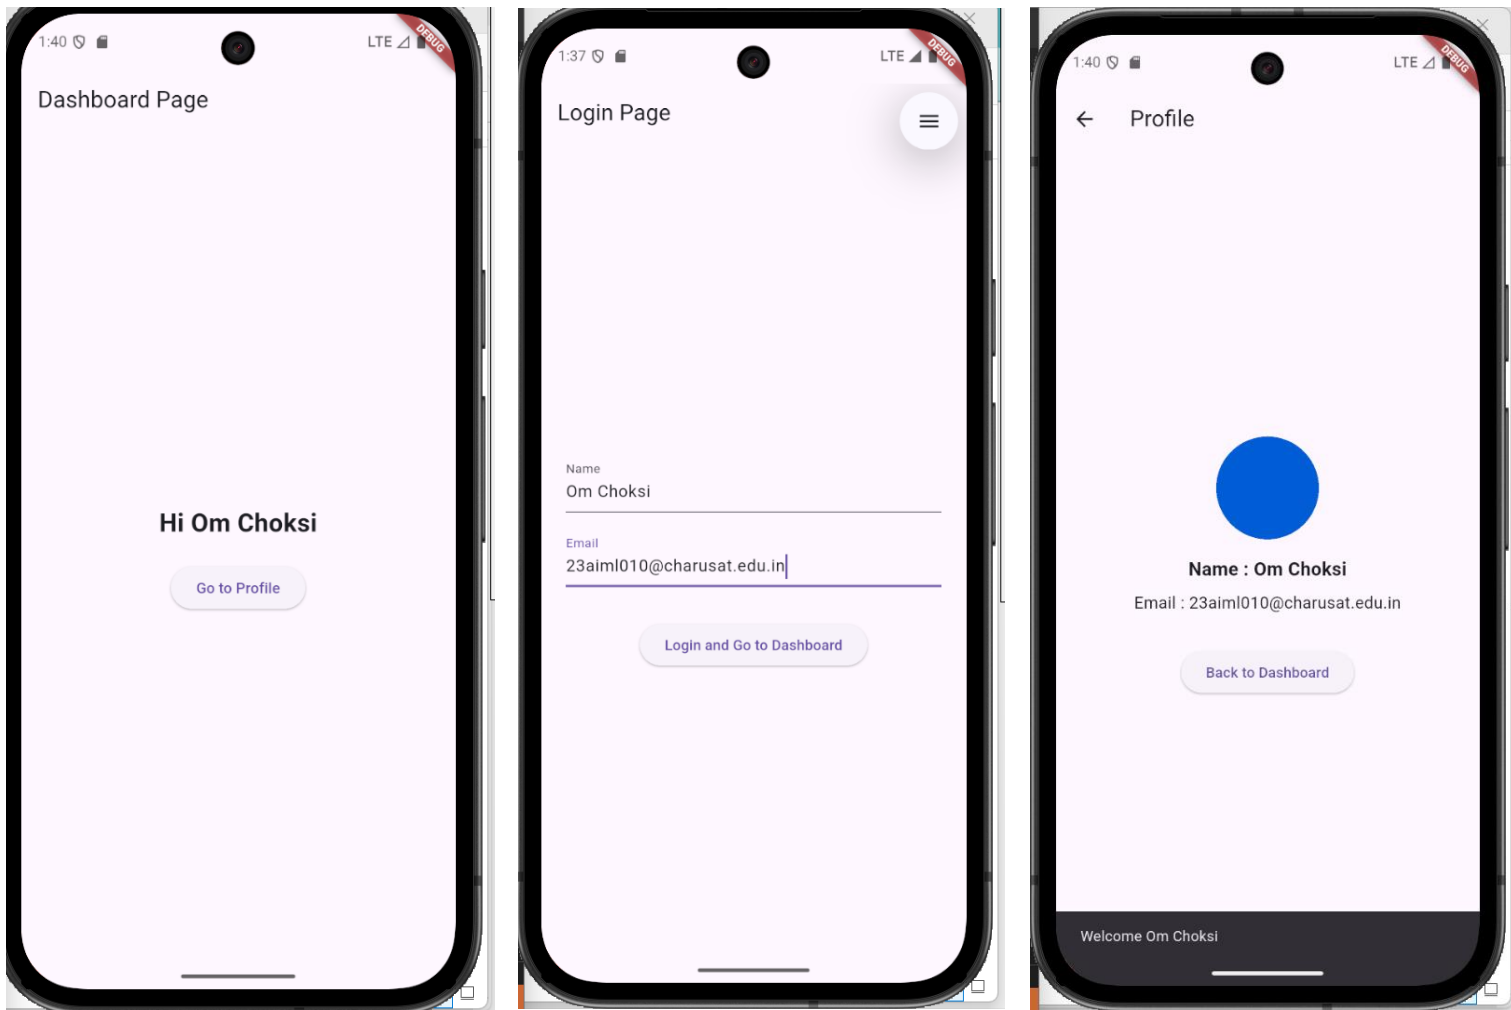 1:40
LTE
DEBUG
Dashboard Page
Hi Om Choksi
Go to Profile
1:37
LTE
DEBUG
Login Page
Name
Om Choksi
Email
23aiml010@charusat.edu.in
Login and Go to Dashboard
1:40
LTE
DEBUG
Profile
Name : Om Choksi
Email : 23aiml010@charusat.edu.in
Back to Dashboard
Welcome Om Choksi